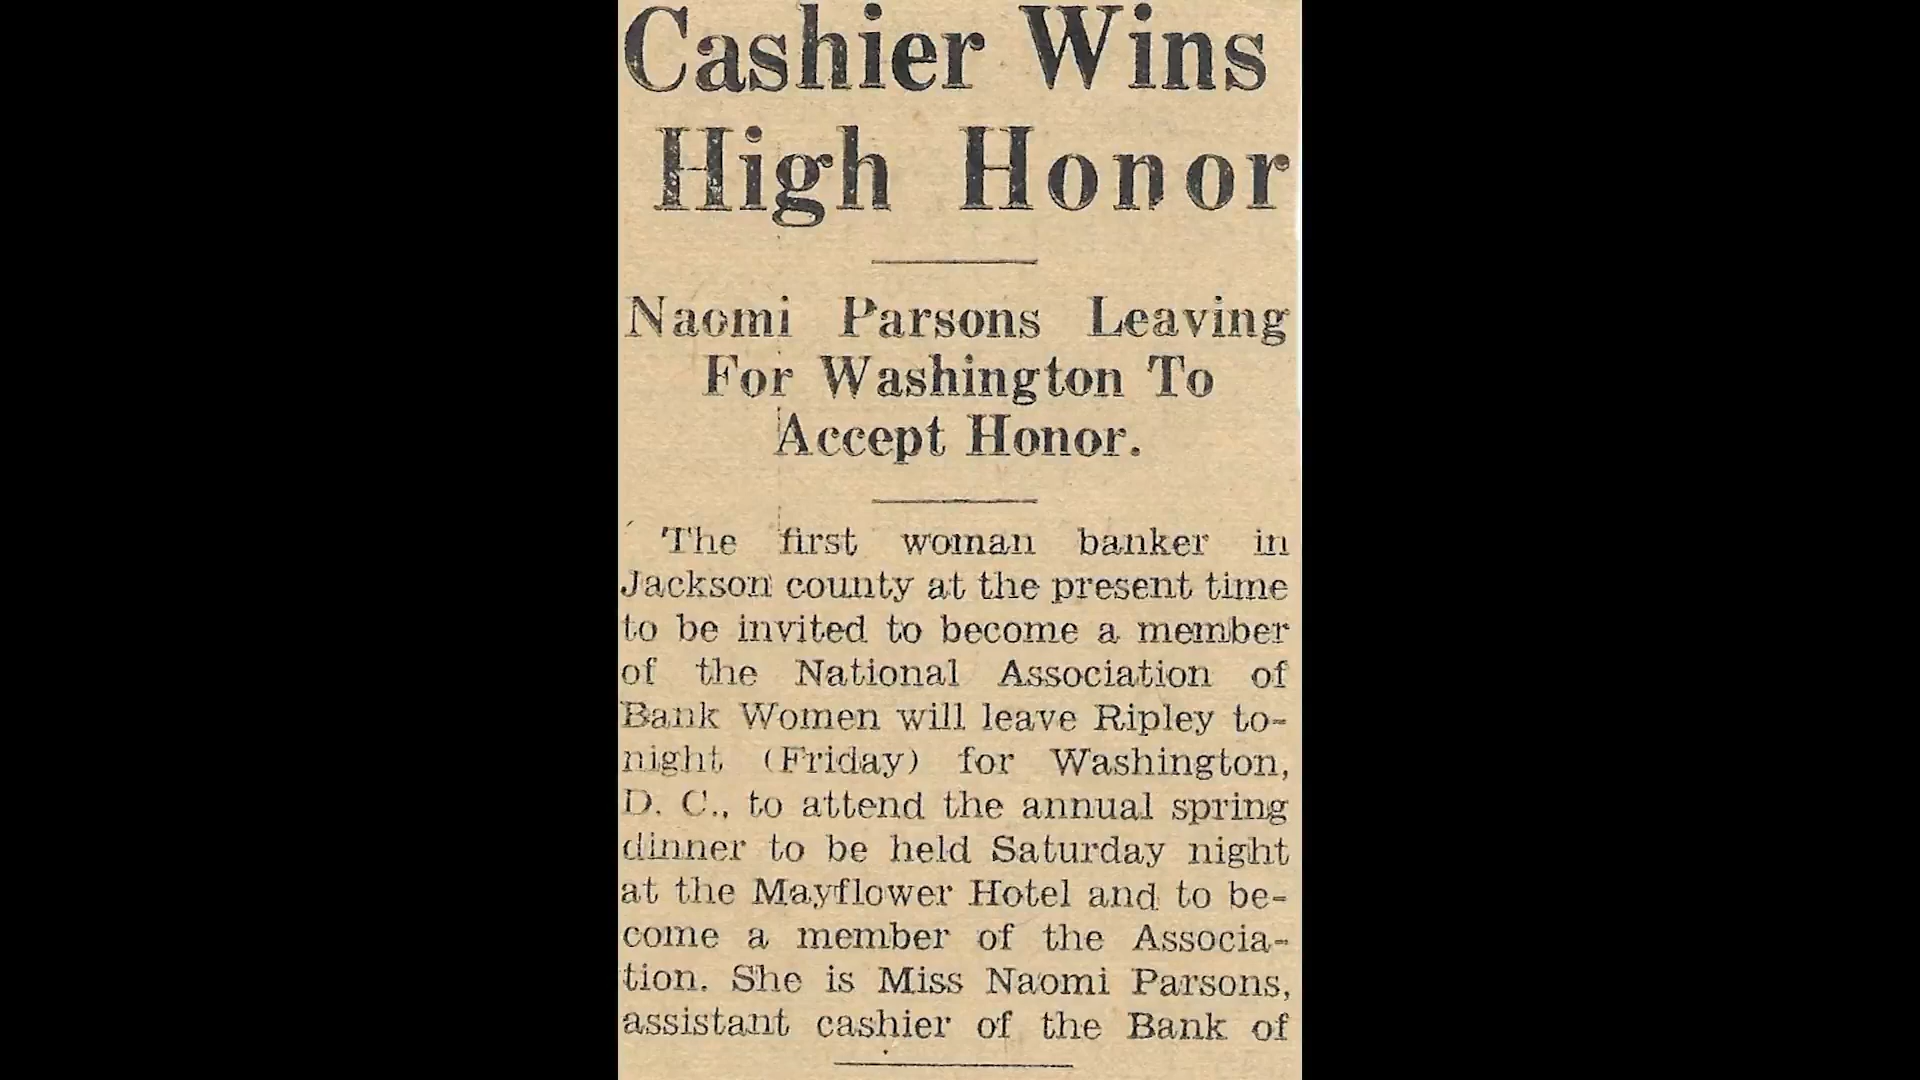 Cashier Wins
High Honor
Naomi Parsons Leaving
For Washington To
Accept Honor.
The first woman banker in
Jackson county at the present time
to be invited to become a member
of the National Association of
Bank Women will leave Ripley to-
night (Friday) for Washington,
D. C., to attend the annual spring
dinner to be held Saturday night
at the Mayflower Hotel and to be-
come a member of the Associa-
tion. She is Miss Naomi Parsons,
assistant cashier of the Bank of